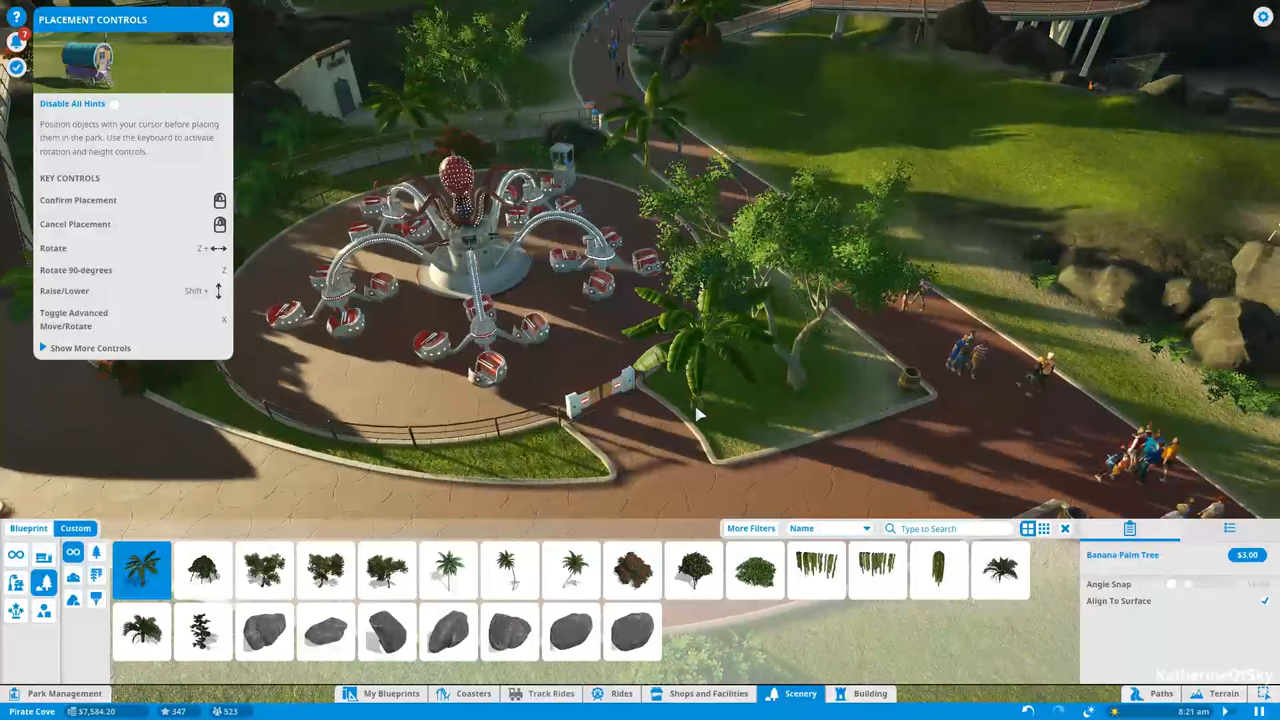 PLACEMENT CONTROLS
7
Disable All Hints
Position objects with your cursor before placing
them in the park. Use the keyboard to activate
rotation and height controls.
KEY CONTROLS
Confirm Placement
Cancel Placement
Rotate Z +
Rotate 90-degrees Z
Raise/Lower Shift +
Toggle Advanced
Move/Rotate X
Show More Controls
Blueprint Custom More Filters Name Type to Search
Banana Palm Tree $3.00
Angle Snap
Align To Surface
KatherineOfSky
Park Management My Blueprints Coasters Track Rides Rides Shops and Facilities Scenery Building Paths Terrain
Pirate Cove $7,584.20 347 523 8:21 am